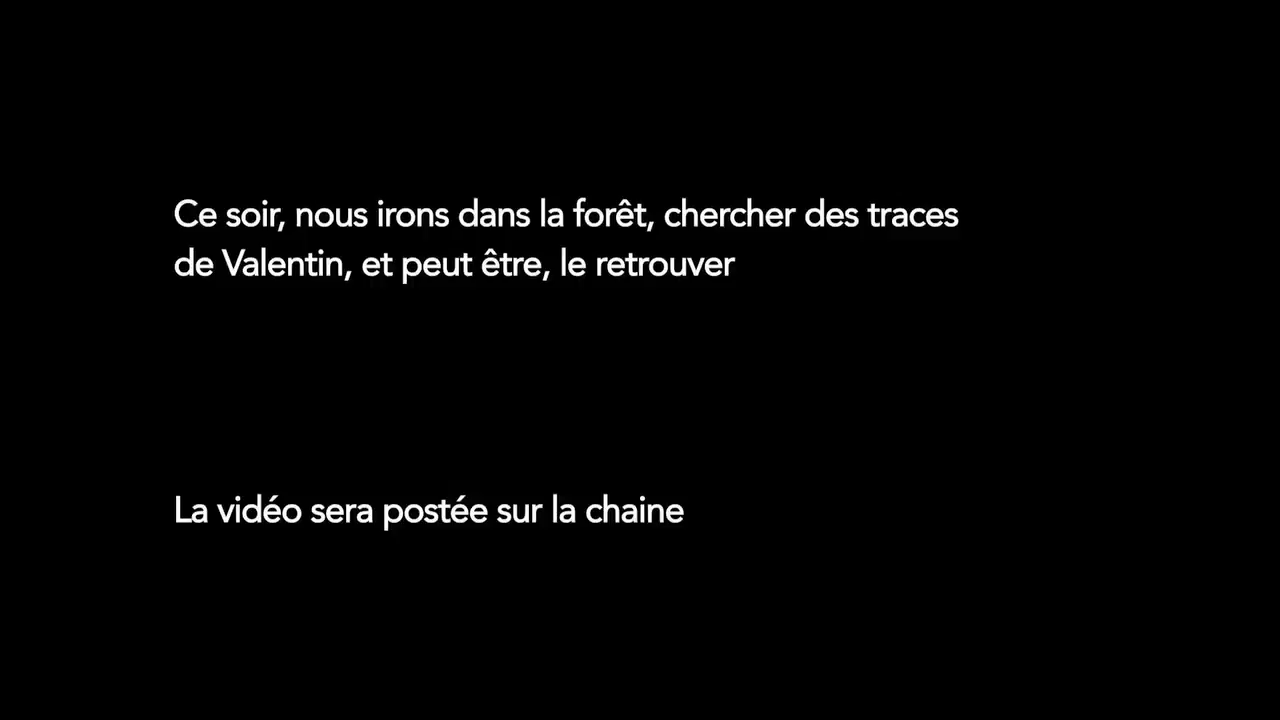 Ce soir, nous irons dans la forêt, chercher des traces
de Valentin, et peut être, le retrouver
La vidéo sera postée sur la chaine